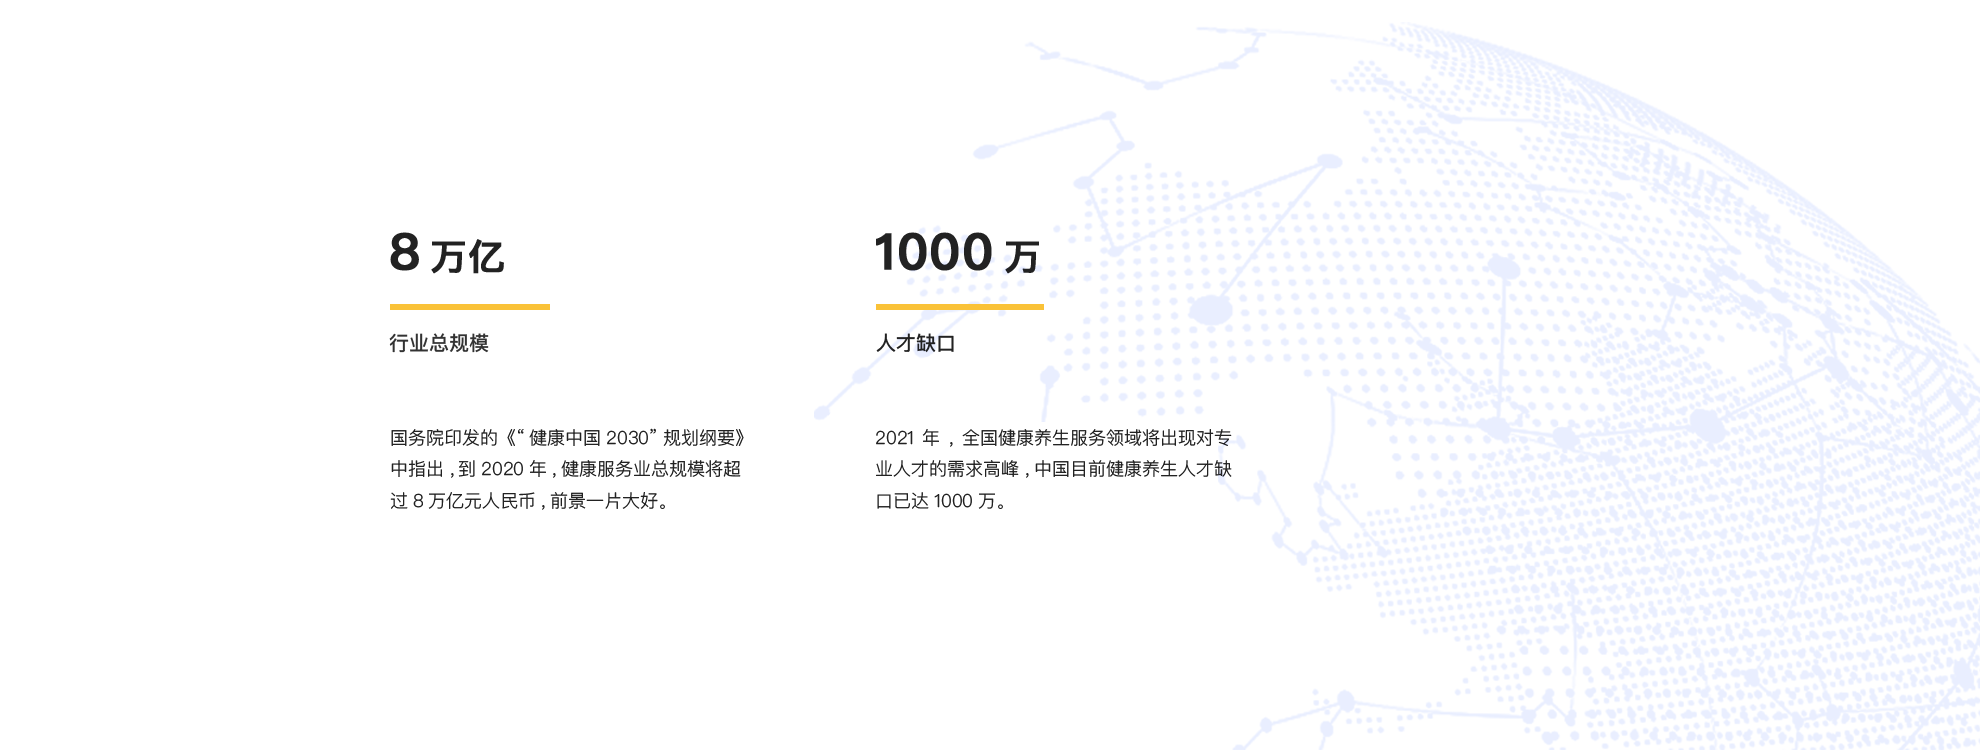 8 万亿
行业总规模
国务院印发的《“ 健康中国 2030” 规划纲要》
中指出 , 到 2020 年 , 健康服务业总规模将超
过 8 万亿元人民币 , 前景一片大好。
1000 万
人才缺口
2021 年 , 全国健康养生服务领域将出现对专
业人才的需求高峰 , 中国目前健康养生人才缺
口已达 1000 万。